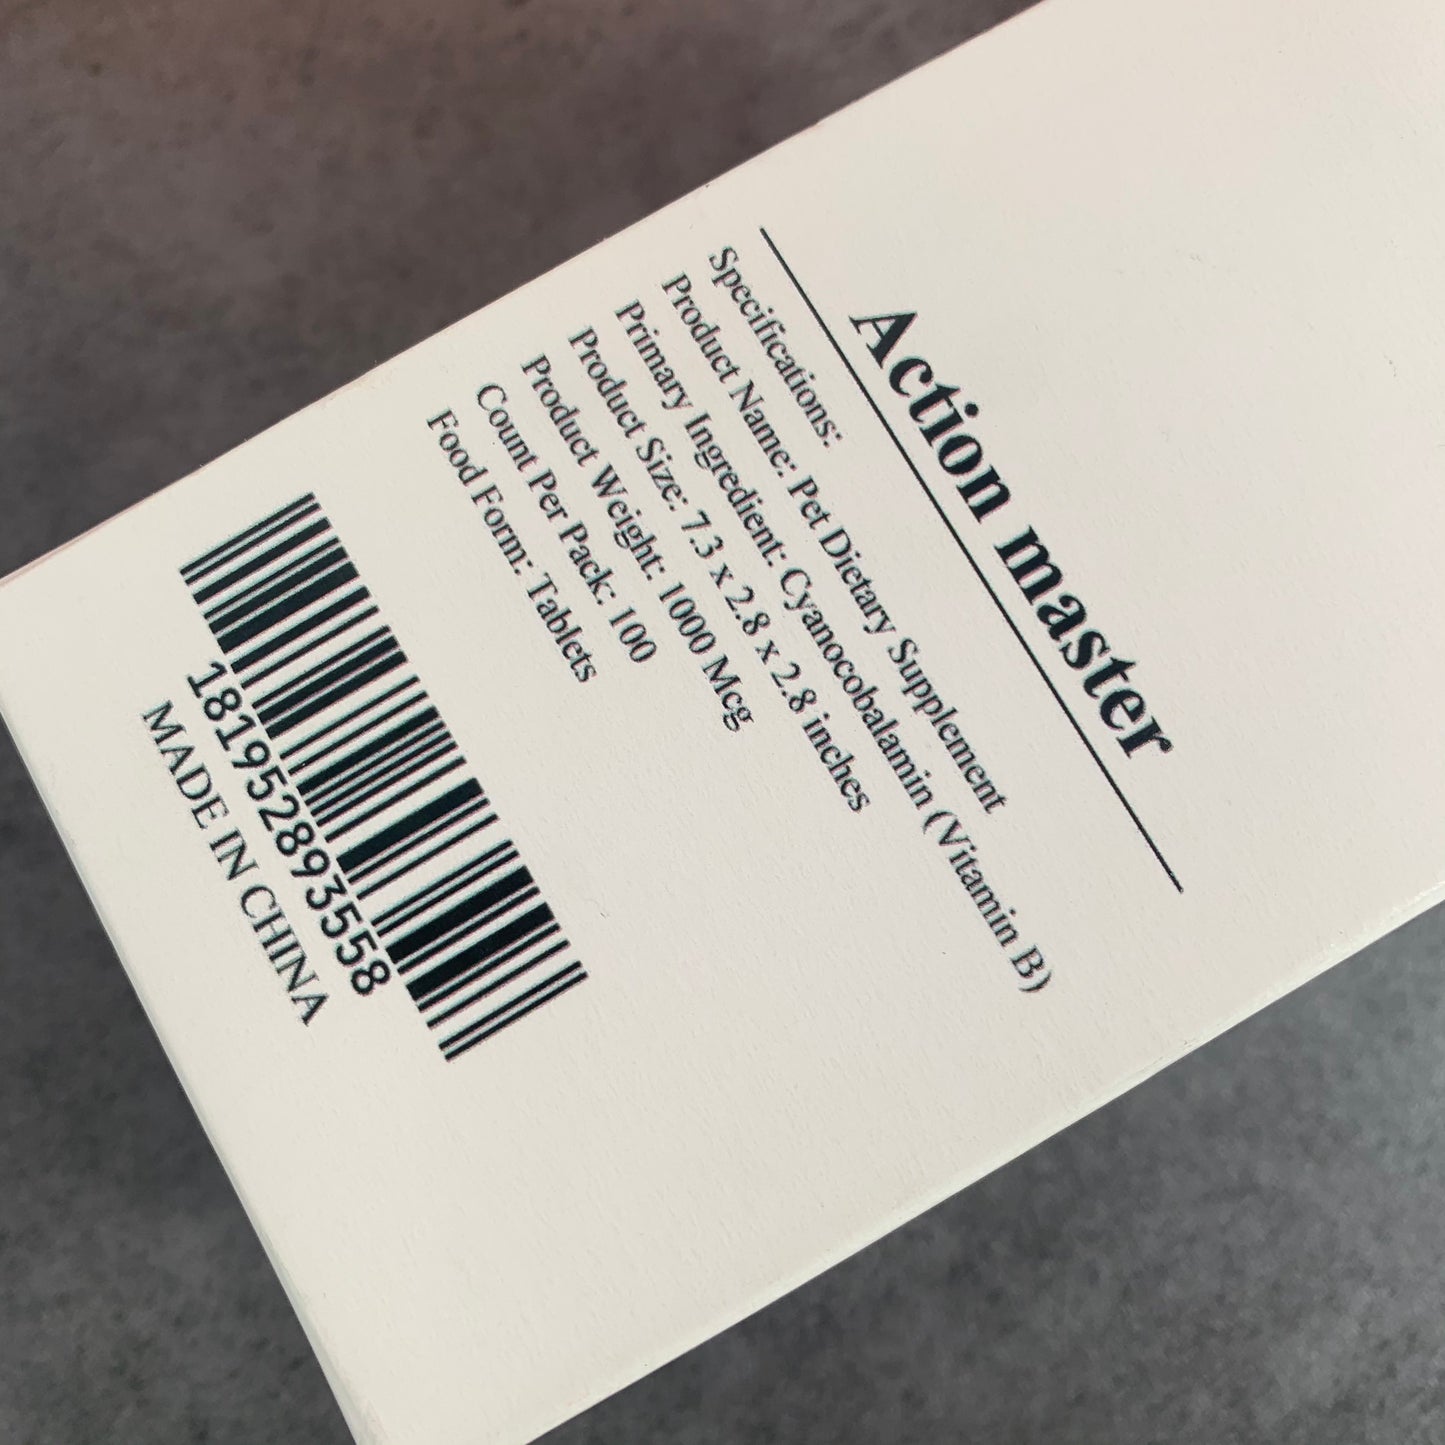 Action master
Specifications:
Product Name: Pet Dietary Supplement
Primary Ingredient: Cyanocobalamin (Vitamin B)
Product Size: 7.3 x 2.8 x 2.8 inches
Product Weight: 1000 Mcg
Count Per Pack: 100
Food Form: Tablets
181952893558
MADE IN CHINA